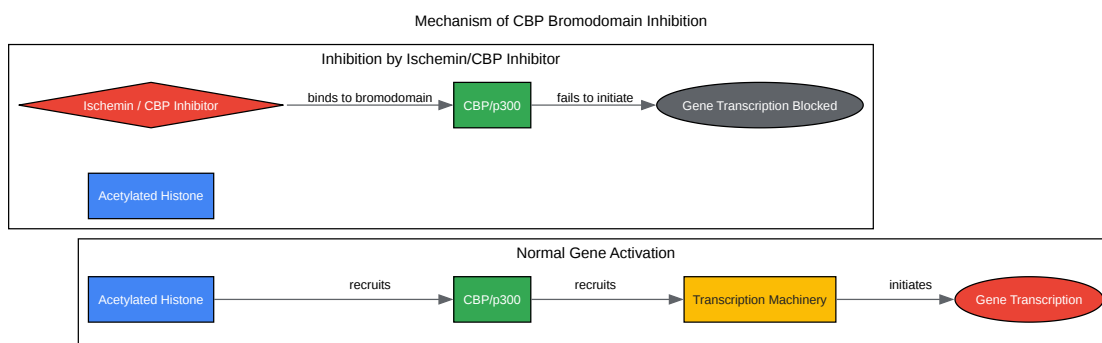 Mechanism of CBP Bromodomain Inhibition
Inhibition by Ischemin/CBP Inhibitor
Ischemin / CBP Inhibitor
binds to bromodomain
CBP/p300
fails to initiate
Gene Transcription Blocked
Acetylated Histone
Normal Gene Activation
Acetylated Histone
recruits
CBP/p300
recruits
Transcription Machinery
initiates
Gene Transcription